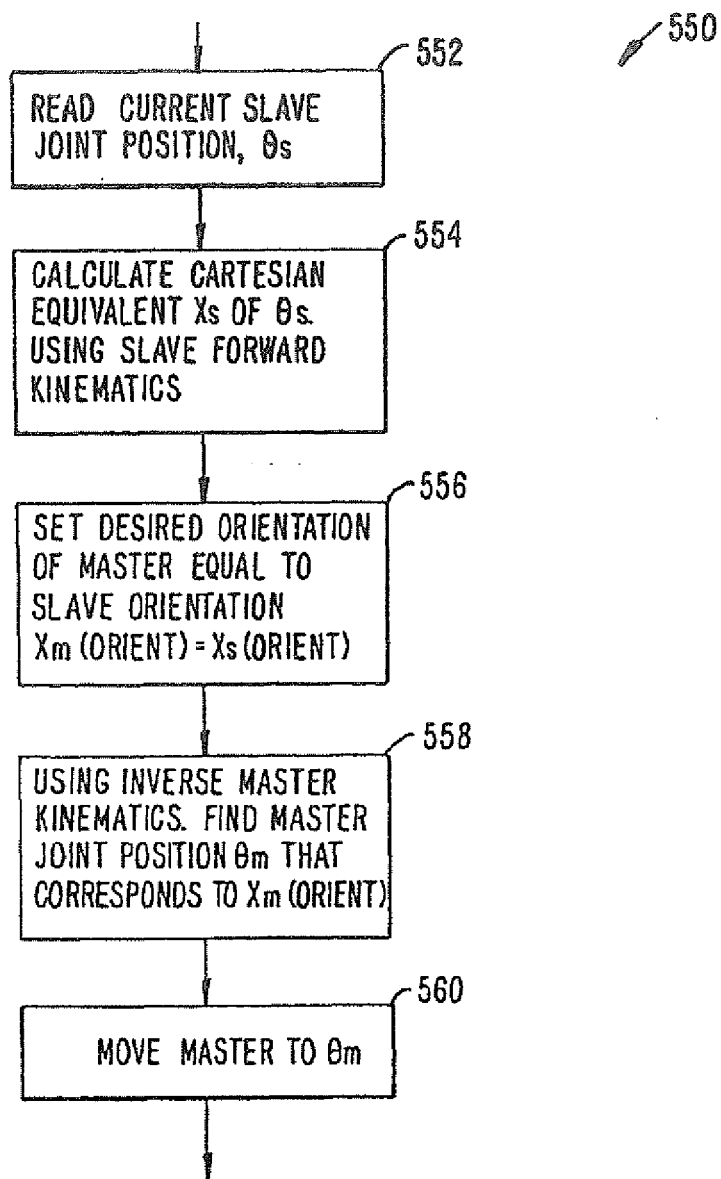 550
552
READ CURRENT SLAVE
JOINT POSITION, θs
554
CALCULATE CARTESIAN
EQUIVALENT Xs OF θs.
USING SLAVE FORWARD
KINEMATICS
556
SET DESIRED ORIENTATION
OF MASTER EQUAL TO
SLAVE ORIENTATION
Xm (ORIENT) = Xs (ORIENT)
558
USING INVERSE MASTER
KINEMATICS. FIND MASTER
JOINT POSITION θm THAT
CORRESPONDS TO Xm (ORIENT)
560
MOVE MASTER TO θm